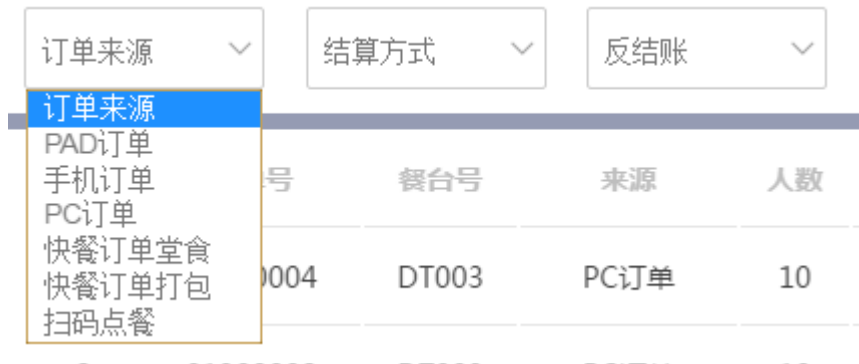 订单来源 结算方式 反结账
订单来源
PAD订单
手机订单
PC订单
快餐订单堂食
快餐订单打包
扫码点餐
号 餐台号 来源 人数
0004 DT003 PC订单 10